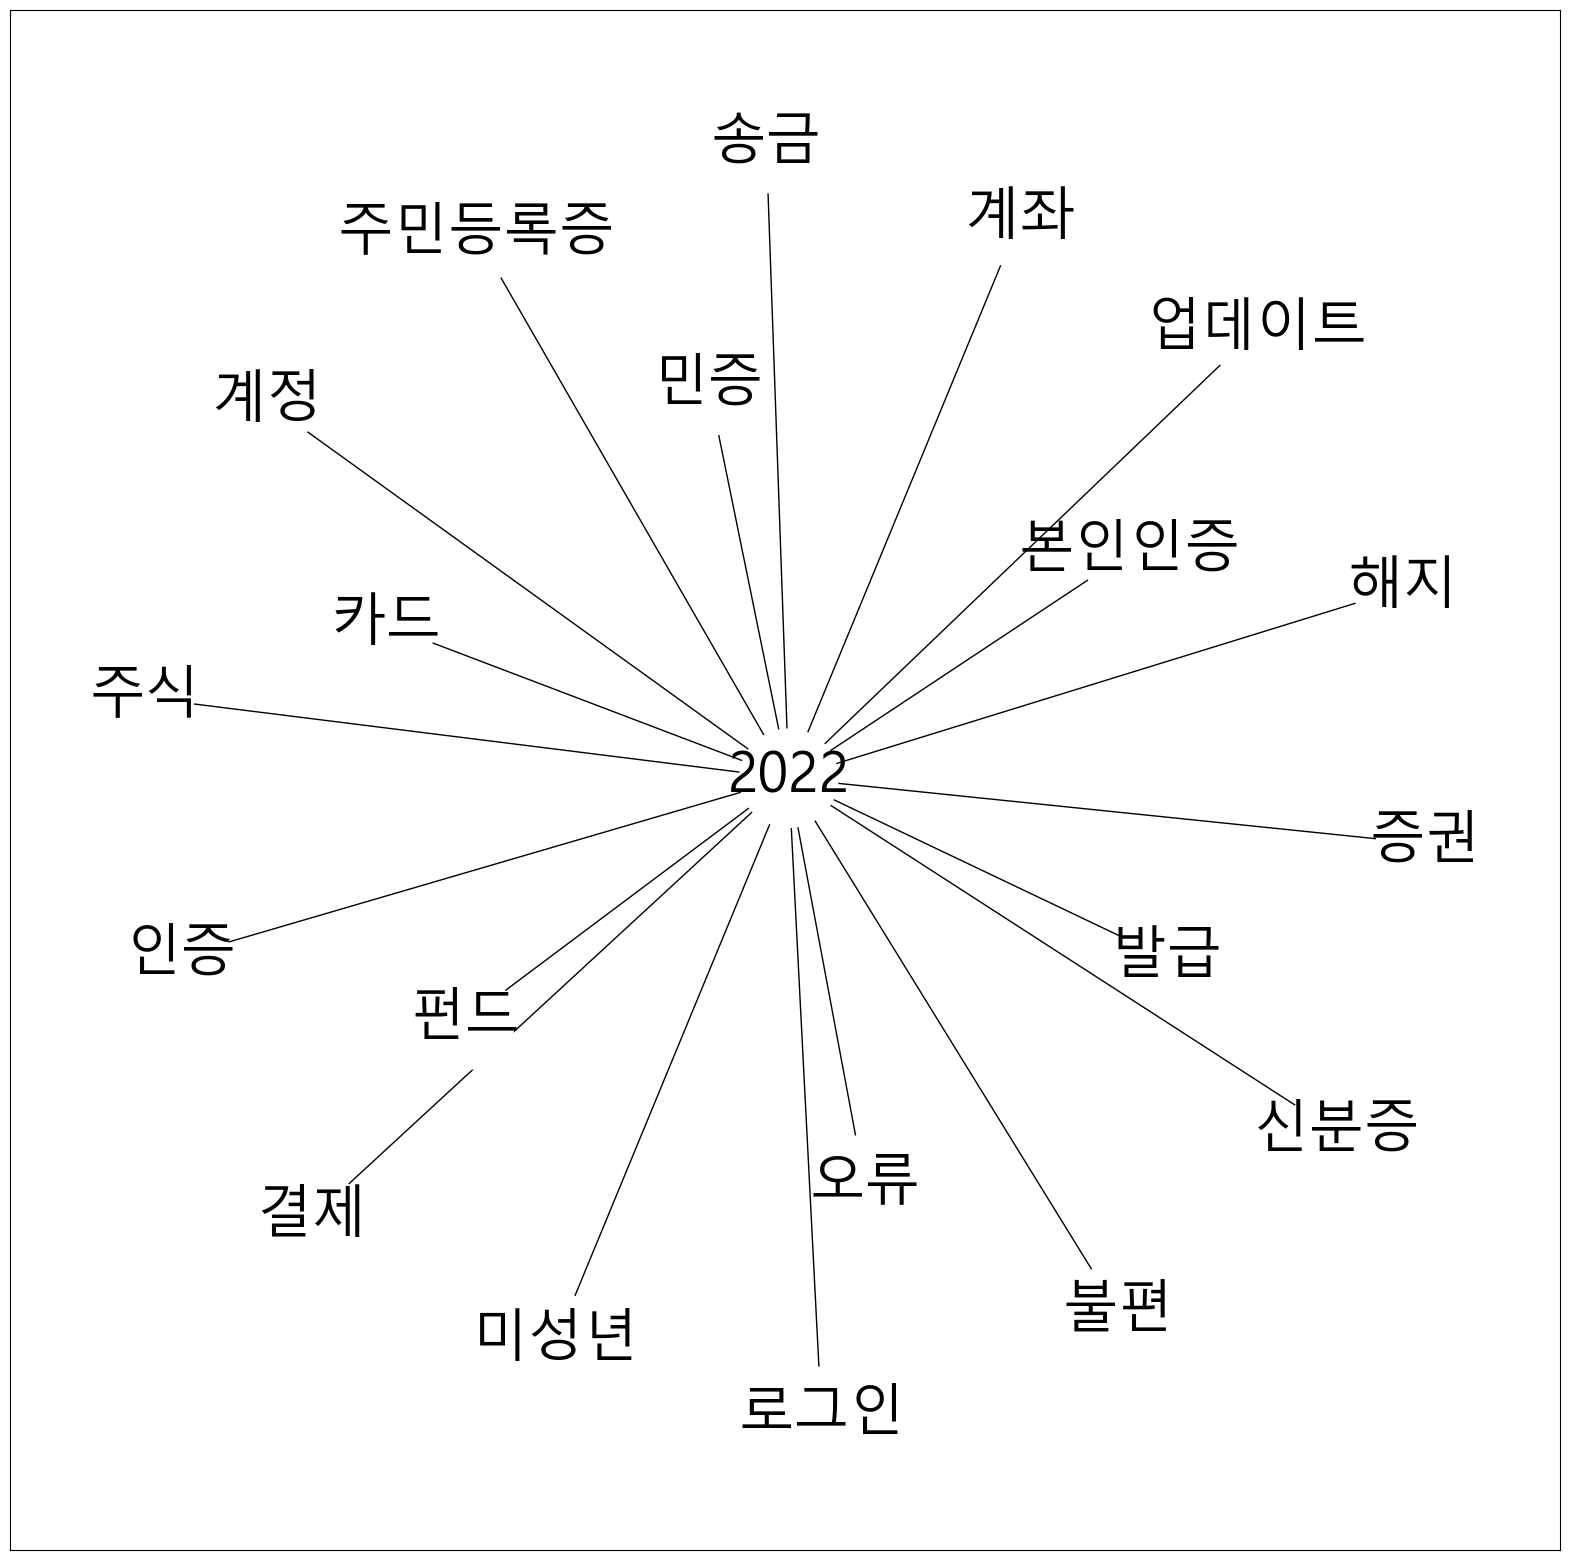 송금
계좌
주민등록증
업데이트
민증
계정
본인인증
해지
카드
주식
2022
증권
인증
발급
펀드
신분증
오류
결제
불편
미성년
로그인